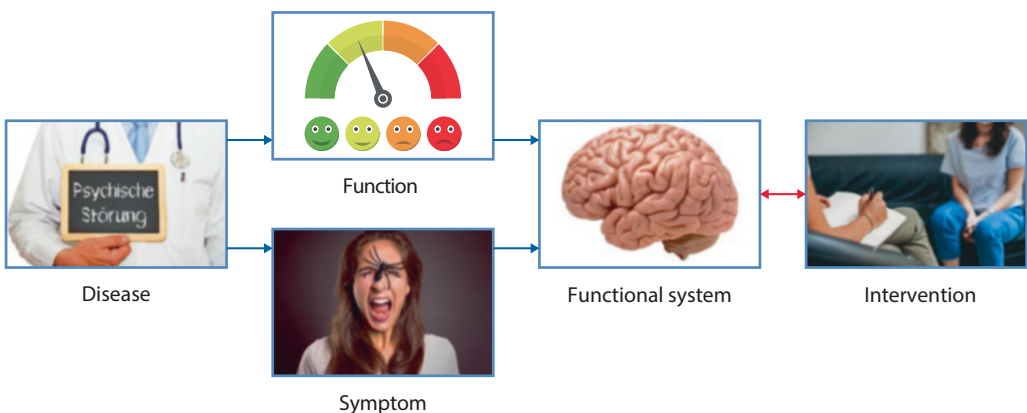 Function
Psychische
Störung
Disease
Functional system
Intervention
Symptom